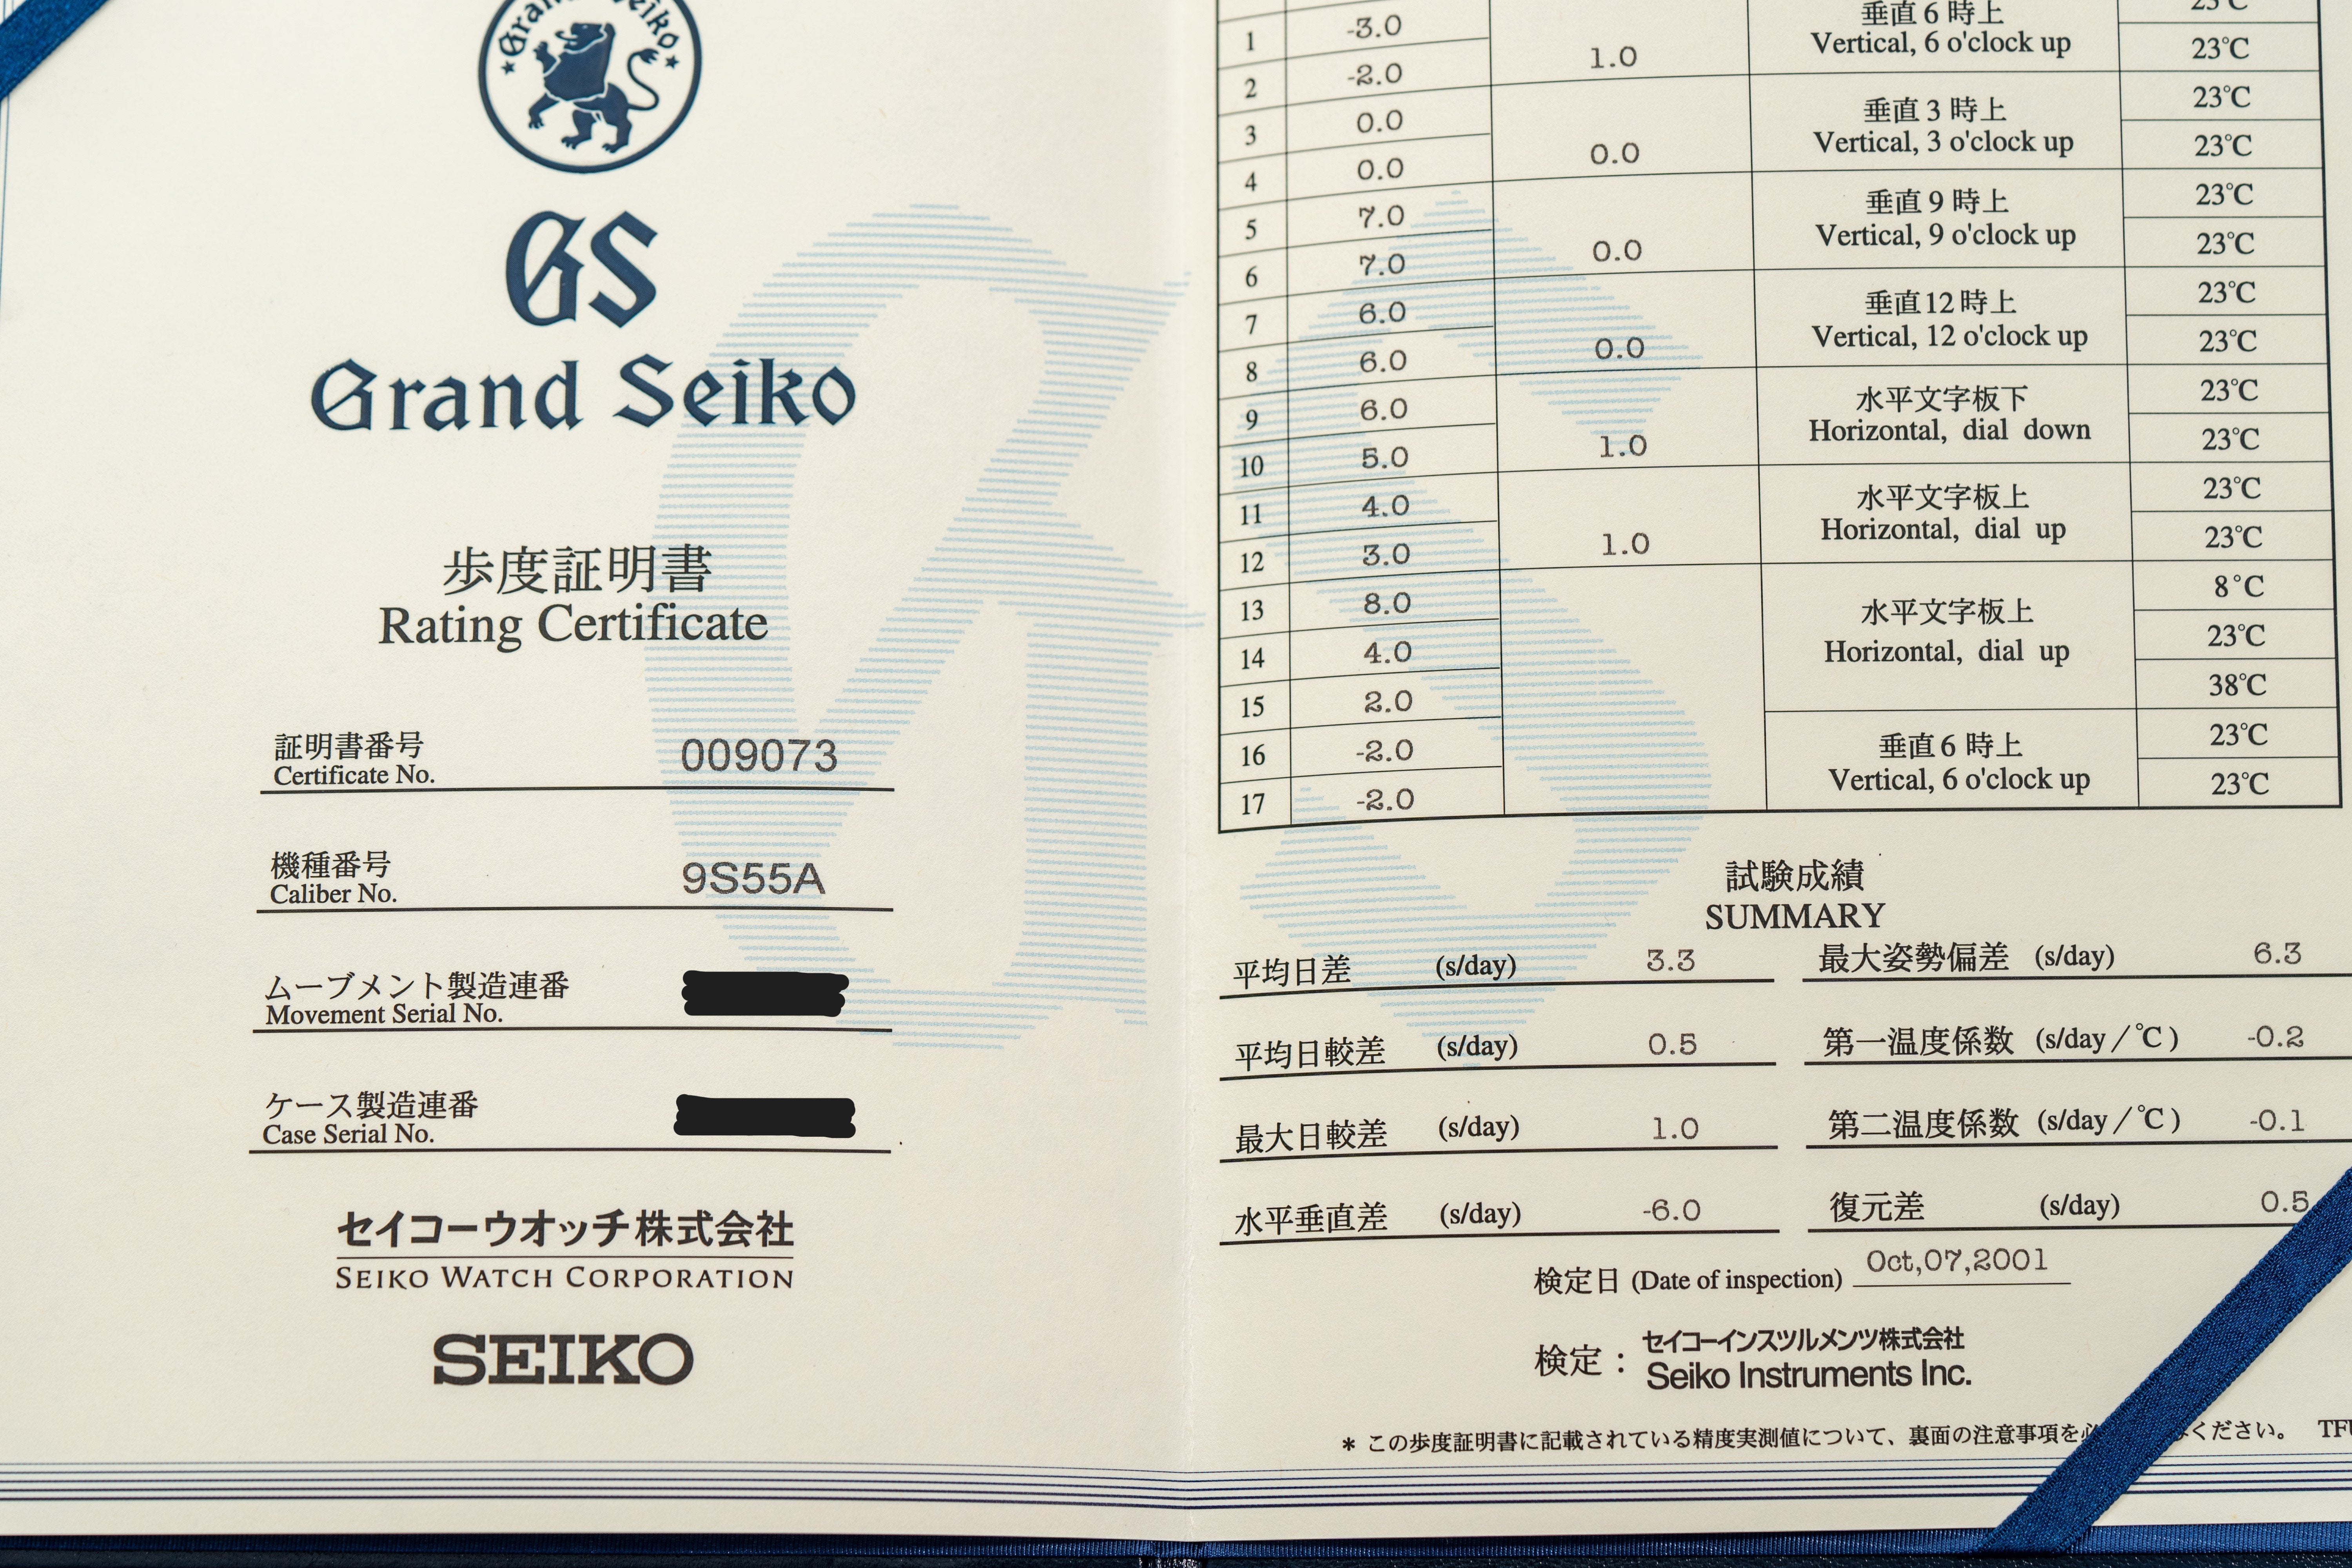 Grand Seiko
GS
Grand Seiko
歩度証明書
Rating Certificate
証明書番号
Certificate No. 009073
機種番号
Caliber No. 9S55A
ムーブメント製造連番
Movement Serial No.
ケース製造連番
Case Serial No.
セイコーウオッチ株式会社
SEIKO WATCH CORPORATION
SEIKO
1 -3.0 垂直6時上 23℃
2 -2.0 1.0 Vertical, 6 o'clock up 23℃
3 0.0 垂直3時上 23℃
4 0.0 0.0 Vertical, 3 o'clock up 23℃
5 7.0 垂直9時上 23℃
6 7.0 0.0 Vertical, 9 o'clock up 23℃
7 6.0 垂直12時上 23℃
8 6.0 0.0 Vertical, 12 o'clock up 23℃
9 6.0 水平文字板下 23℃
10 5.0 1.0 Horizontal, dial down 23℃
11 4.0 水平文字板上 23℃
12 3.0 1.0 Horizontal, dial up 23℃
13 8.0 水平文字板上 8℃
14 4.0 Horizontal, dial up 23℃
15 2.0 38℃
16 -2.0 垂直6時上 23℃
17 -2.0 Vertical, 6 o'clock up 23℃
試験成績
SUMMARY
平均日差 (s/day) 3.3 最大姿勢偏差 (s/day) 6.3
平均日較差 (s/day) 0.5 第一温度係数 (s/day/℃) -0.2
最大日較差 (s/day) 1.0 第二温度係数 (s/day/℃) -0.1
水平垂直差 (s/day) -6.0 復元差 (s/day) 0.5
検定日 (Date of inspection) Oct,07,2001
検定： セイコーインスツルメンツ株式会社
Seiko Instruments Inc.
* この歩度証明書に記載されている精度実測値について、裏面の注意事項を ください。